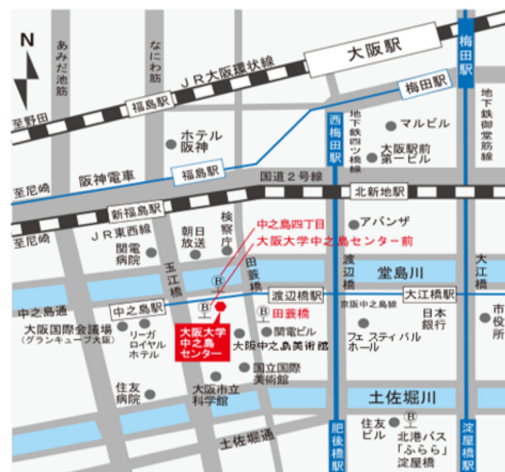 N
あみだ池筋
なにわ筋
JR大阪環状線
大阪駅
梅田駅
梅田駅
福島駅
至野田
ホテル
阪神
西梅田駅
地下鉄四ツ橋線
マルビル
大阪駅前
第一ビル
地下鉄御堂筋線
阪神電車
福島駅
国道2号線
至尼崎
新福島駅
北新地駅
至尼崎
JR東西線
関電
病院
朝日
放送
検察庁
中之島四丁目
大阪大学中之島センター前
アバンザ
玉江橋
田蓑橋
渡辺橋
堂島川
大江橋
中之島通
中之島駅
渡辺橋駅
大江橋駅
京阪中之島線
大阪国際会議場
(グランキューブ大阪)
リーガ
ロイヤル
ホテル
大阪大学
中之島
センター
田蓑橋
関電ビル
大阪中之島美術館
フェスティバル
ホール
日本
銀行
市役所
国立国際
美術館
住友
病院
大阪市立
科学館
土佐堀川
土佐堀通
肥後橋駅
住友
ビル
北港バス
「ふらら」
淀屋橋
淀屋橋駅